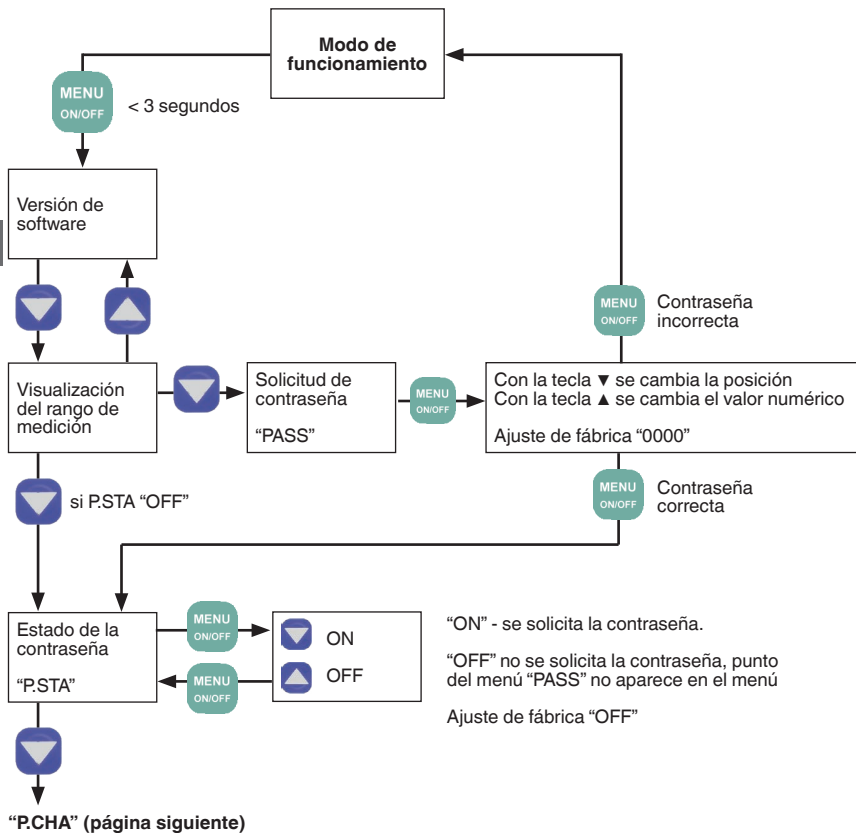 Modo de
funcionamiento
MENU
ON/OFF
< 3 segundos
Versión de
software
MENU
ON/OFF
Contraseña
incorrecta
Visualización
del rango de
medición
Solicitud de
contraseña
"PASS"
MENU
ON/OFF
Con la tecla ▼ se cambia la posición
Con la tecla ▲ se cambia el valor numérico
Ajuste de fábrica "0000"
si P.STA "OFF"
MENU
ON/OFF
Contraseña
correcta
Estado de la
contraseña
"P.STA"
MENU
ON/OFF
MENU
ON/OFF
ON
OFF
"ON" - se solicita la contraseña.
"OFF" no se solicita la contraseña, punto
del menú "PASS" no aparece en el menú
Ajuste de fábrica "OFF"
"P.CHA" (página siguiente)